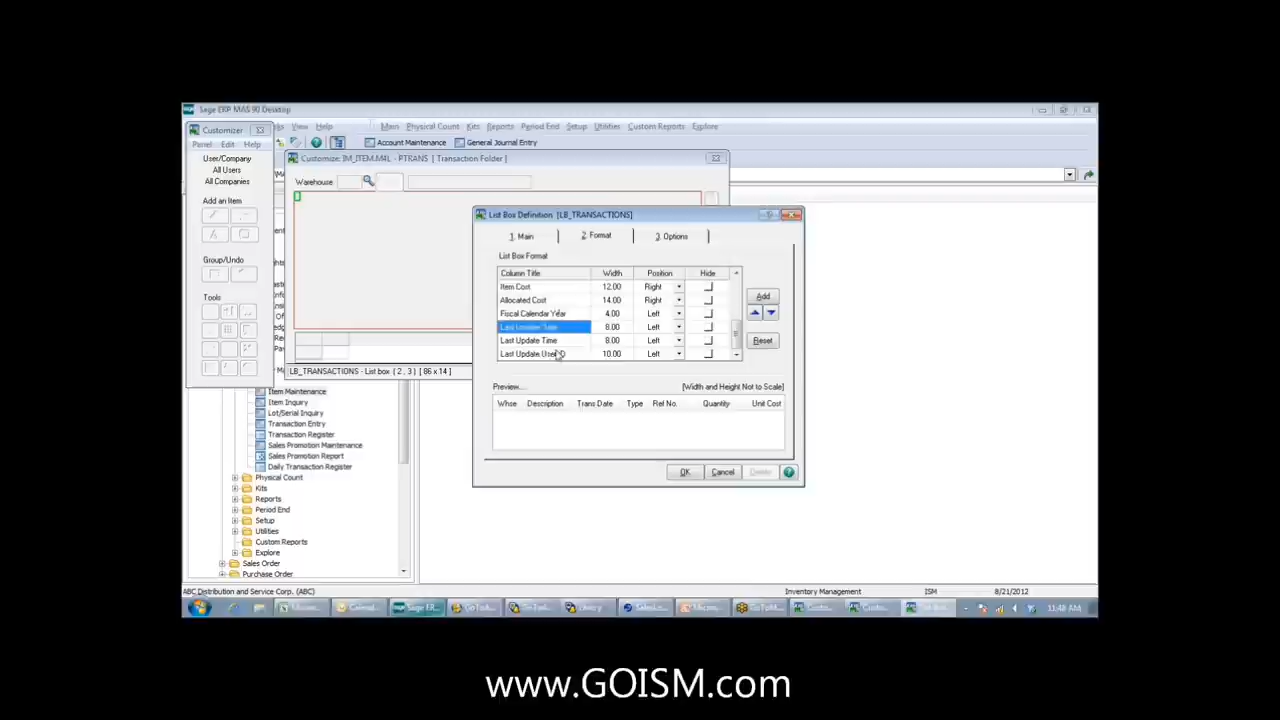 Sage ERP MAS 90 Desktop
Customizer
View Help
Main Physical Count Kits Reports Period End Setup Utilities Custom Reports Explore
Panel Edit Help
Account Maintenance
General Journal Entry
User/Company
All Users
All Companies
Add an Item
Group/Undo
Tools
Customize: IM_ITEM.M4L - PTRANS [ Transaction Folder ]
Warehouse
LB_TRANSACTIONS - List box ( 2 , 3 ) [ 86 x 14 ]
List Box Definition [LB_TRANSACTIONS]
1. Main
2. Format
3. Options
List Box Format
Column Title Width Position Hide
Item Cost 12.00 Right
Allocated Cost 14.00 Right
Fiscal Calendar Year 4.00 Left
Last Update 8.00 Left
Last Update Time 8.00 Left
Last Update User 10.00 Left
Add
Reset
Preview... [Width and Height Not to Scale]
Whse Description Trans Date Type Ref No. Quantity Unit Cost
OK Cancel Delete
Item Maintenance
Item Inquiry
Lot/Serial Inquiry
Transaction Entry
Transaction Register
Sales Promotion Maintenance
Sales Promotion Report
Daily Transaction Register
Physical Count
Kits
Reports
Period End
Setup
Utilities
Custom Reports
Explore
Sales Order
Purchase Order
ABC Distribution and Service Corp. (ABC) Inventory Management ISM 8/21/2012
Sage ER...
11:48 AM
www.GOISM.com